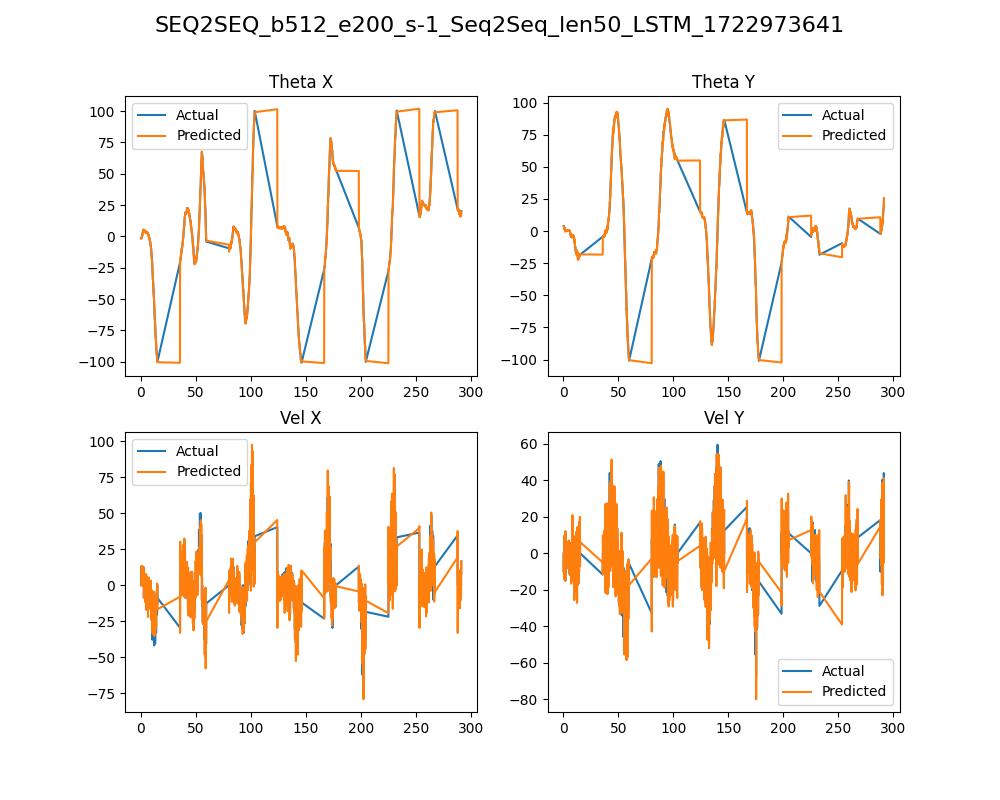 SEQ2SEQ_b512_e200_s-1_Seq2Seq_len50_LSTM_1722973641
Theta X
Actual
Predicted
100
75
50
25
0
−25
−50
−75
−100
0 50 100 150 200 250 300
Theta Y
Actual
Predicted
100
75
50
25
0
−25
−50
−75
−100
0 50 100 150 200 250 300
Vel X
Actual
Predicted
100
75
50
25
0
−25
−50
−75
0 50 100 150 200 250 300
Vel Y
60
40
20
0
−20
−40
−60
−80
Actual
Predicted
0 50 100 150 200 250 300